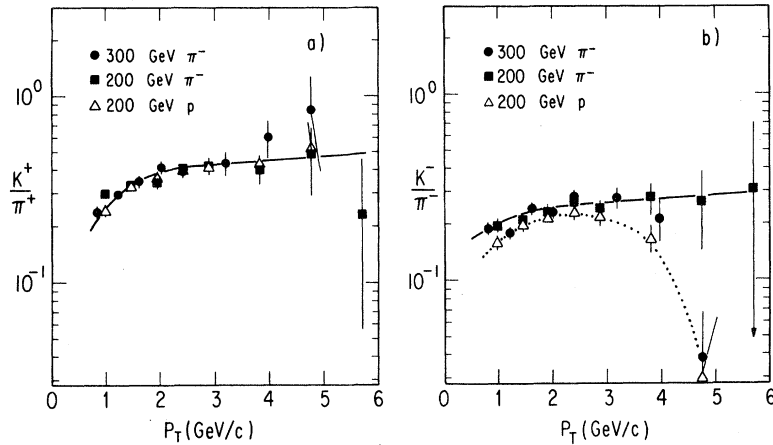 a)
● 300 GeV π⁻
■ 200 GeV π⁻
△ 200 GeV p
10⁰
K⁺
π⁺
10⁻¹
0 1 2 3 4 5 6
P_T (GeV/c)
b)
● 300 GeV π⁻
■ 200 GeV π⁻
△ 200 GeV p
10⁰
K⁻
π⁻
10⁻¹
0 1 2 3 4 5 6
P_T (GeV/c)